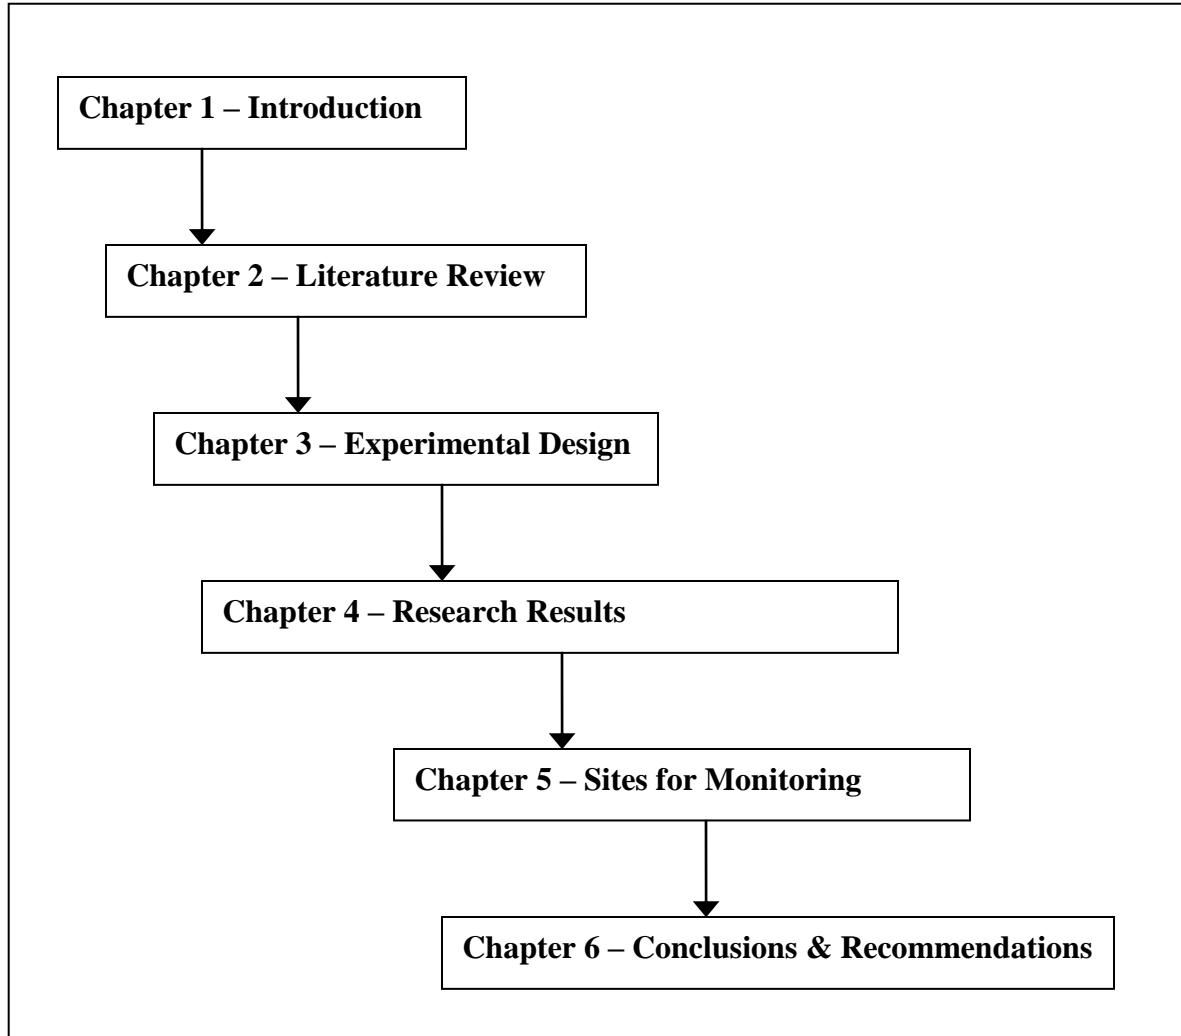 Chapter 1 – Introduction
Chapter 2 – Literature Review
Chapter 3 – Experimental Design
Chapter 4 – Research Results
Chapter 5 – Sites for Monitoring
Chapter 6 – Conclusions & Recommendations